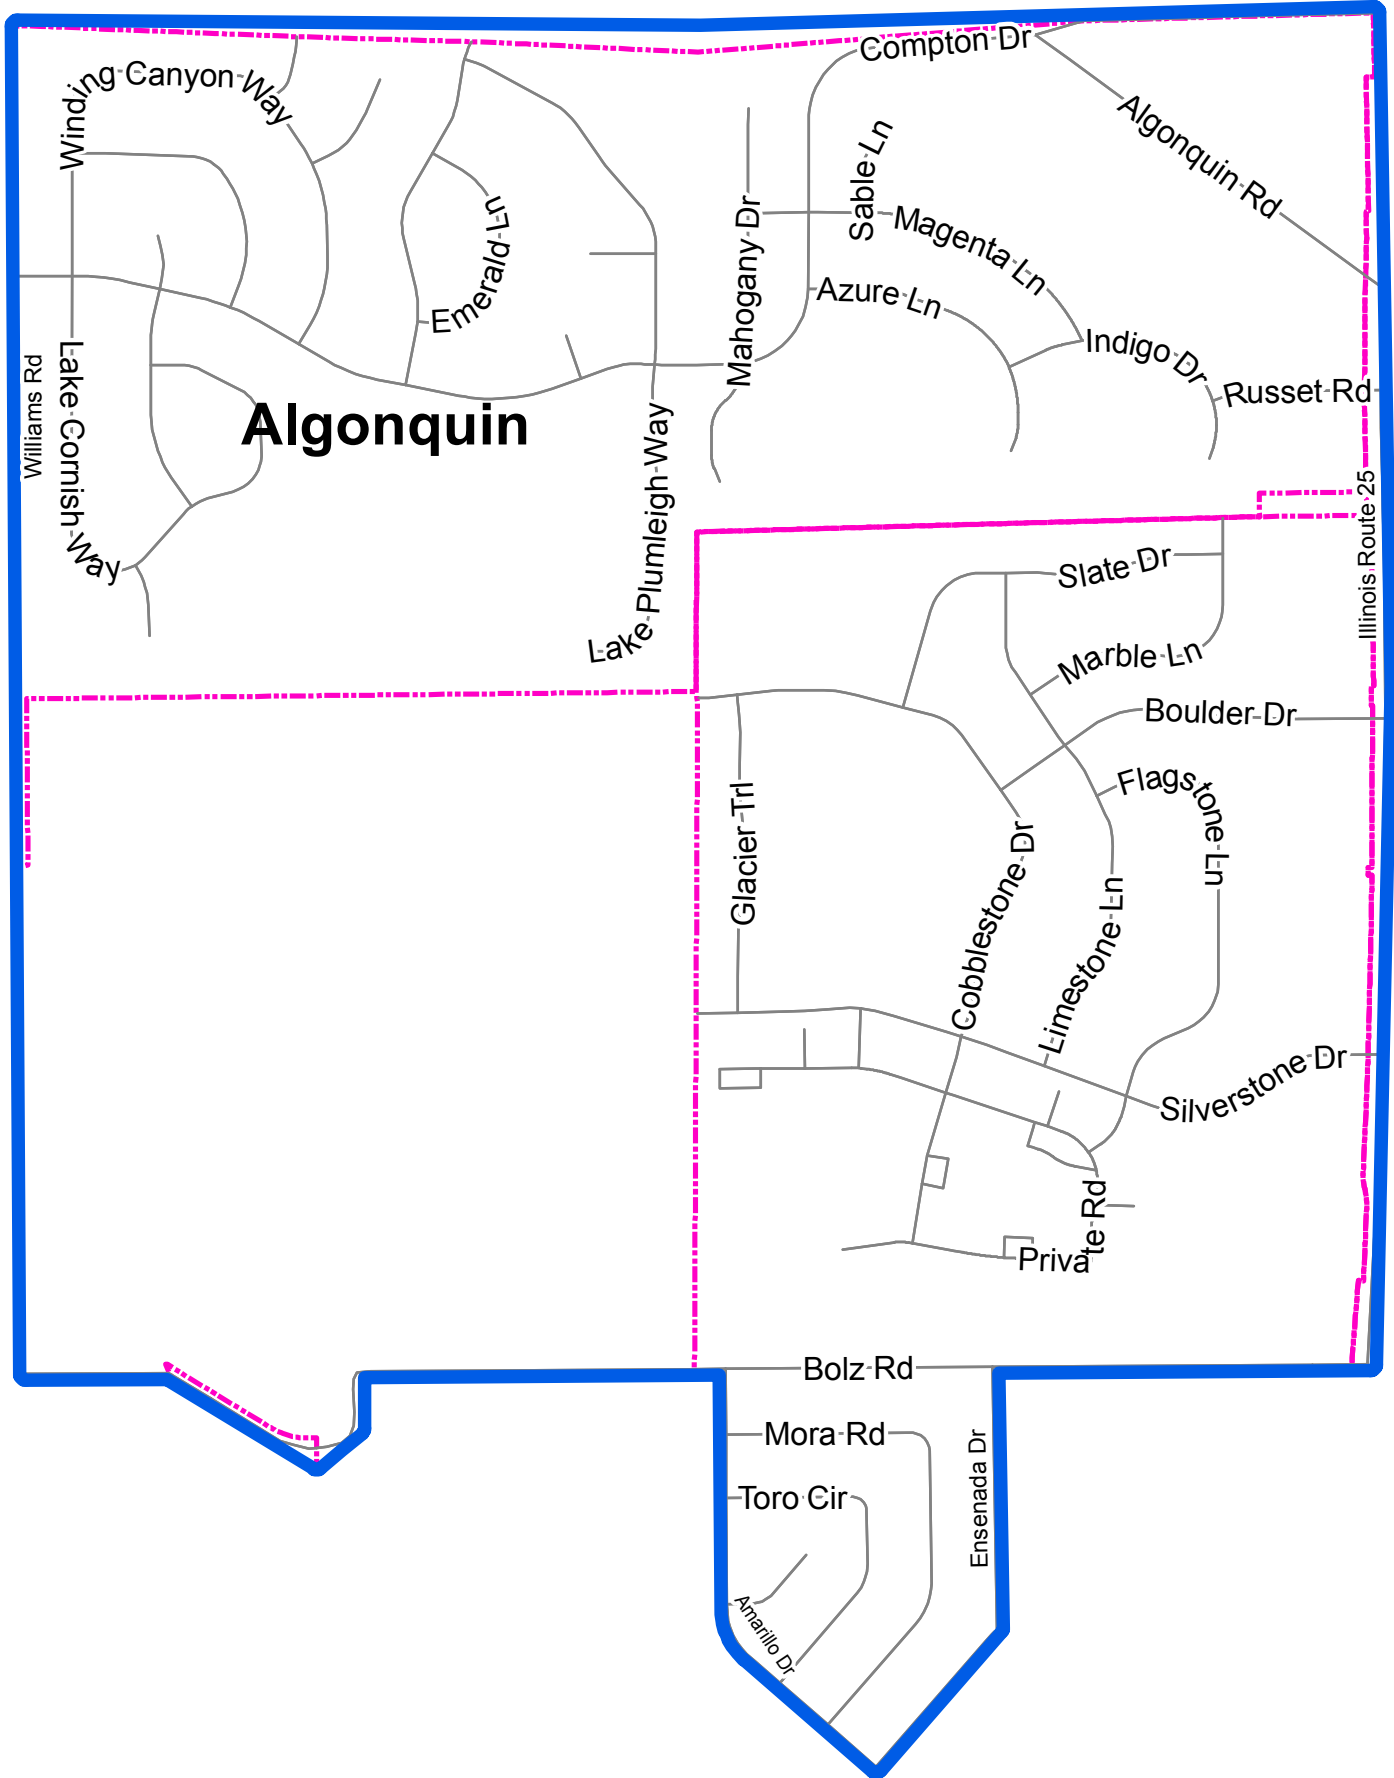 Compton Dr
Winding Canyon Way
Algonquin Rd
Sable Ln
Emerald Ln
Mahogany Dr
Magenta Ln
Azure Ln
Indigo Dr
Russet Rd
Williams Rd
Lake Cornish Way
Algonquin
Lake Plumleigh Way
Illinois Route 25
Slate Dr
Marble Ln
Boulder Dr
Flagstone Ln
Glacier Trl
Cobblestone Dr
Limestone Ln
Silverstone Dr
Private Rd
Bolz Rd
Mora Rd
Ensenada Dr
Toro Cir
Amarillo Dr